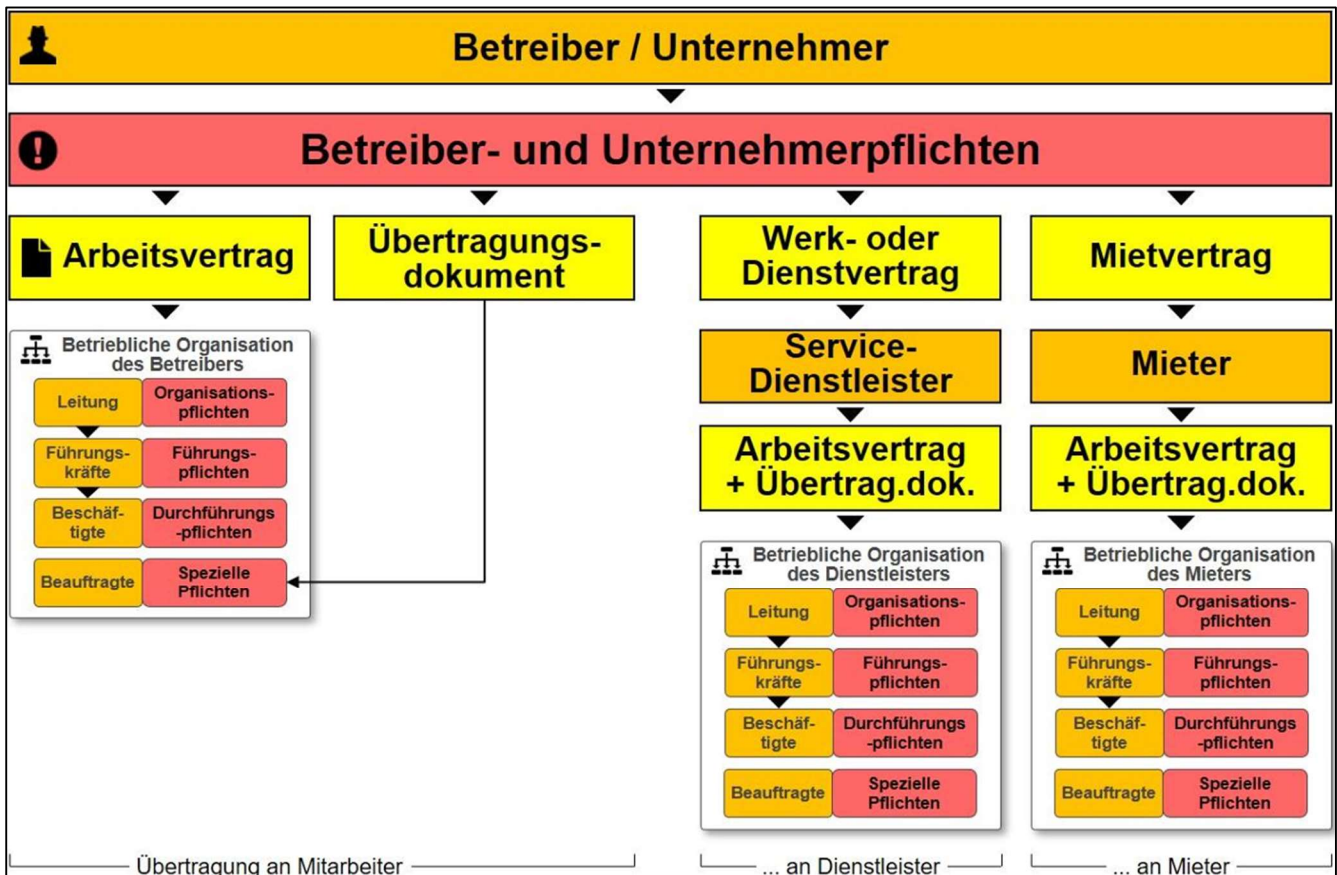 Betreiber / Unternehmer
Betreiber- und Unternehmerpflichten
Arbeitsvertrag
Übertragungs-
dokument
Werk- oder
Dienstvertrag
Mietvertrag
Betriebliche Organisation
des Betreibers
Leitung
Organisations-
pflichten
Führungs-
kräfte
Führungs-
pflichten
Beschäf-
tigte
Durchführungs
-pflichten
Beauftragte
Spezielle
Pflichten
Service-
Dienstleister
Mieter
Arbeitsvertrag
+ Übertrag.dok.
Arbeitsvertrag
+ Übertrag.dok.
Betriebliche Organisation
des Dienstleisters
Leitung
Organisations-
pflichten
Führungs-
kräfte
Führungs-
pflichten
Beschäf-
tigte
Durchführungs
-pflichten
Beauftragte
Spezielle
Pflichten
Betriebliche Organisation
des Mieters
Leitung
Organisations-
pflichten
Führungs-
kräfte
Führungs-
pflichten
Beschäf-
tigte
Durchführungs
-pflichten
Beauftragte
Spezielle
Pflichten
Übertragung an Mitarbeiter
... an Dienstleister
... an Mieter